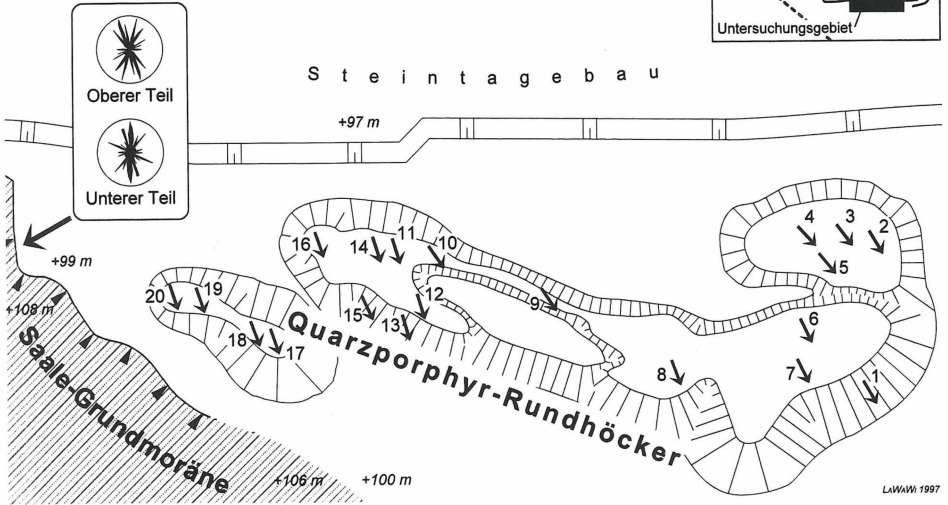 Untersuchungsgebiet
Oberer Teil
Unterer Teil
Steintagebau
+97 m
+99 m
+108 m
+106 m
+100 m
Saale-Grundmoräne
Quarzporphyr-Rundhöcker
16
14
11
10
4
3
2
5
20
19
12
9
15
13
6
18
17
8
7
1
LAWAWI 1997